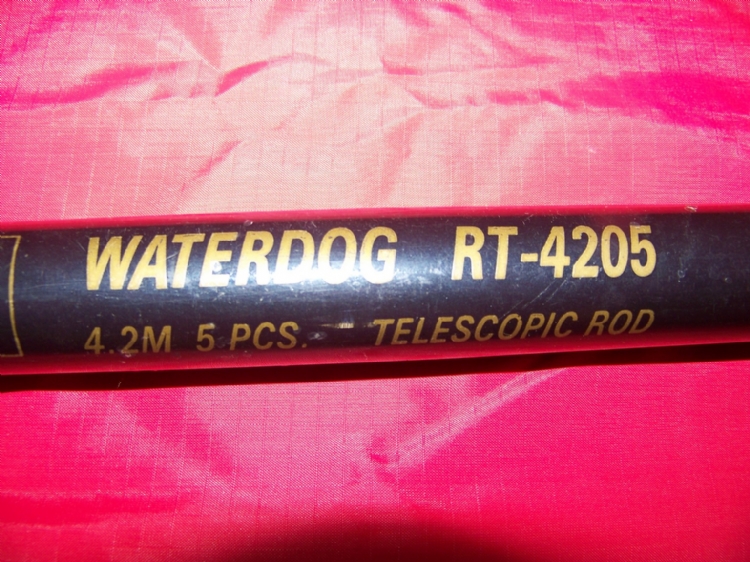 WATERDOG RT-4205
4.2M 5 PCS. TELESCOPIC ROD